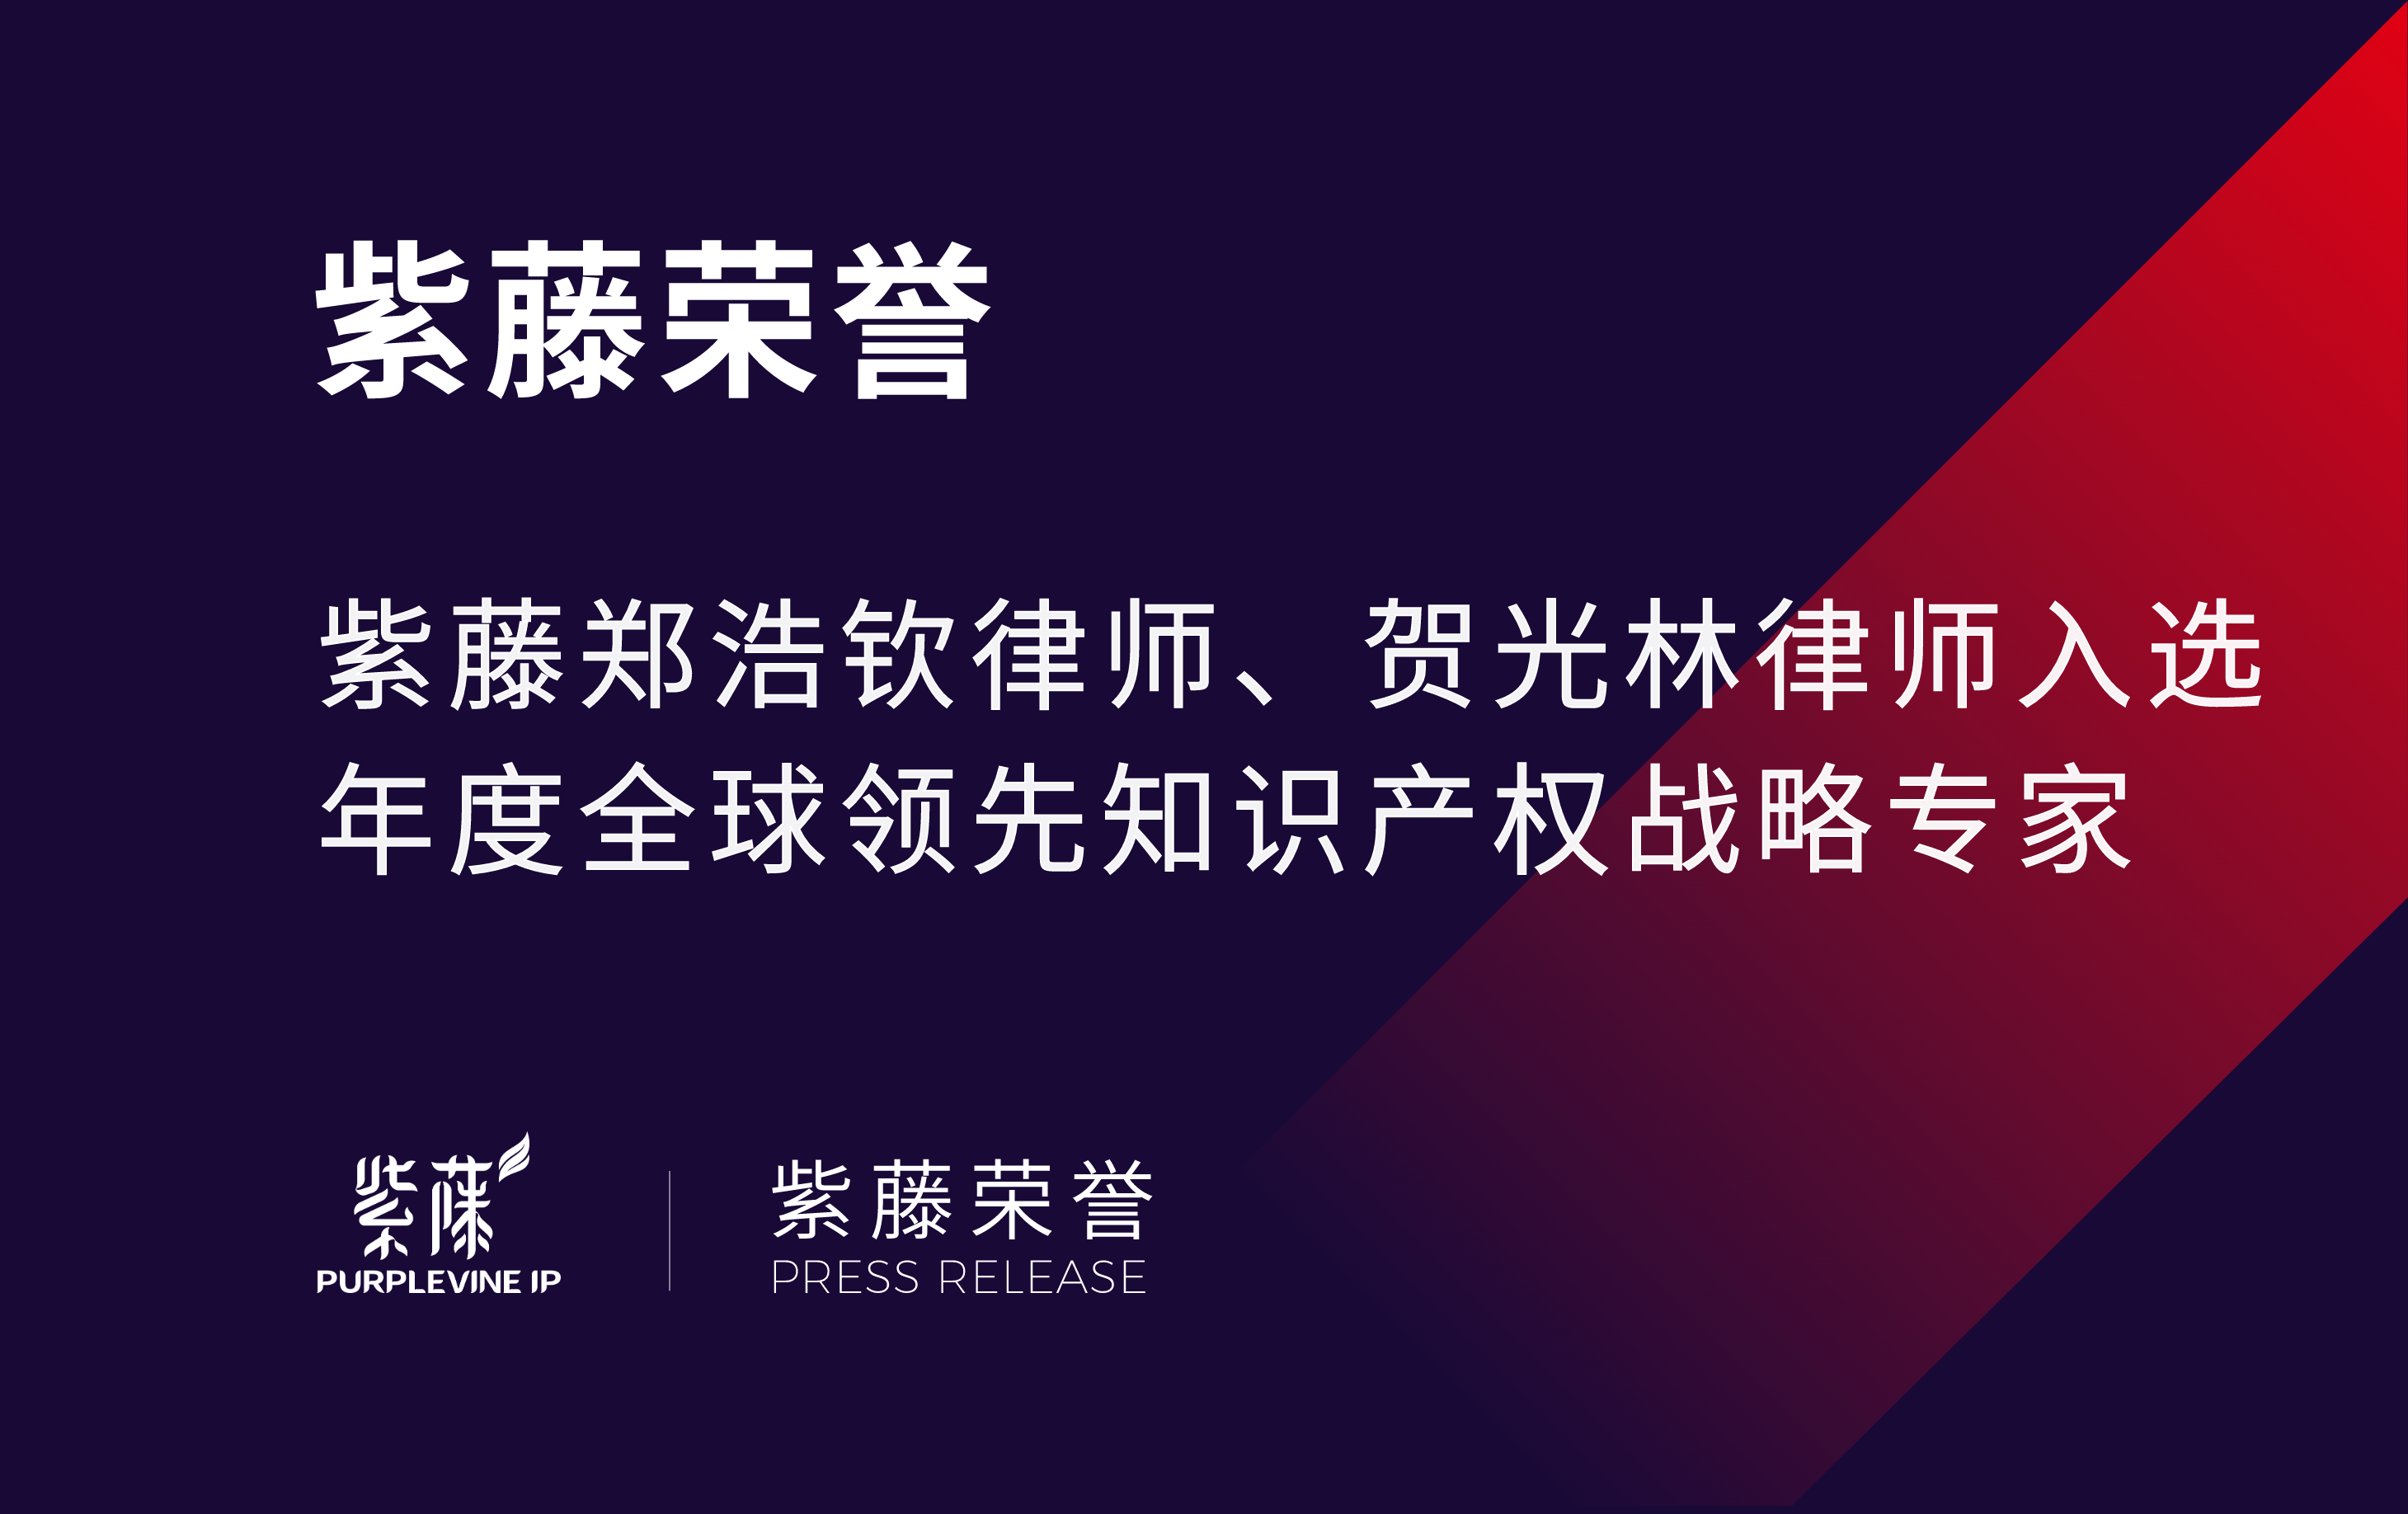 紫藤荣誉
紫藤郑浩钦律师、贺光林律师入选
年度全球领先知识产权战略专家
紫藤
PURPLEVINE IP
紫藤荣誉
PRESS RELEASE